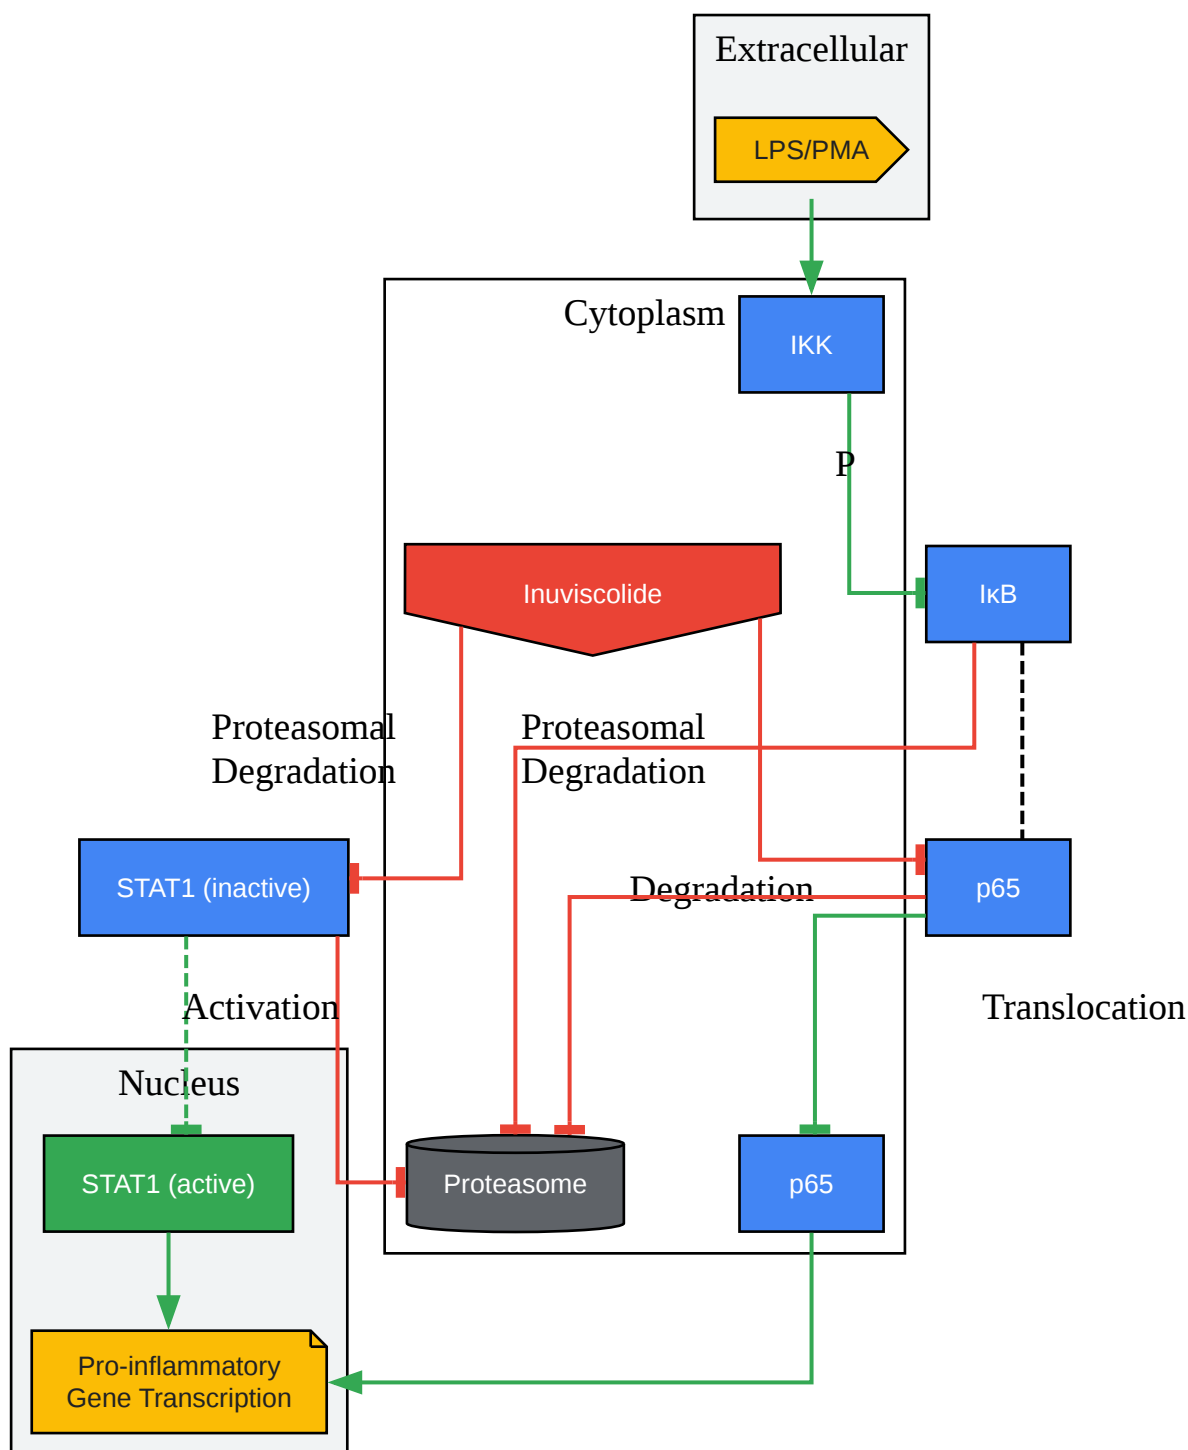 Extracellular
LPS/PMA
Cytoplasm
IKK
P
Inuviscolide
IκB
Proteasomal
Degradation
Proteasomal
Degradation
STAT1 (inactive)
Degradation
p65
Activation
Translocation
Nucleus
STAT1 (active)
Proteasome
p65
Pro-inflammatory
Gene Transcription